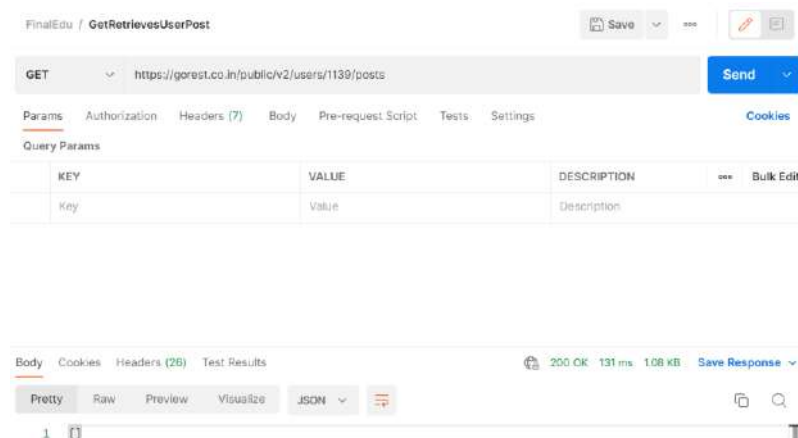 FinalEdu / GetRetrievesUserPost Save
GET https://gorest.co.in/public/v2/users/1139/posts Send
Params Authorization Headers (7) Body Pre-request Script Tests Settings Cookies
Query Params
KEY VALUE DESCRIPTION Bulk Edit
Key Value Description
Body Cookies Headers (26) Test Results 200 OK 131 ms 1.08 KB Save Response
Pretty Raw Preview Visualize JSON
1 []